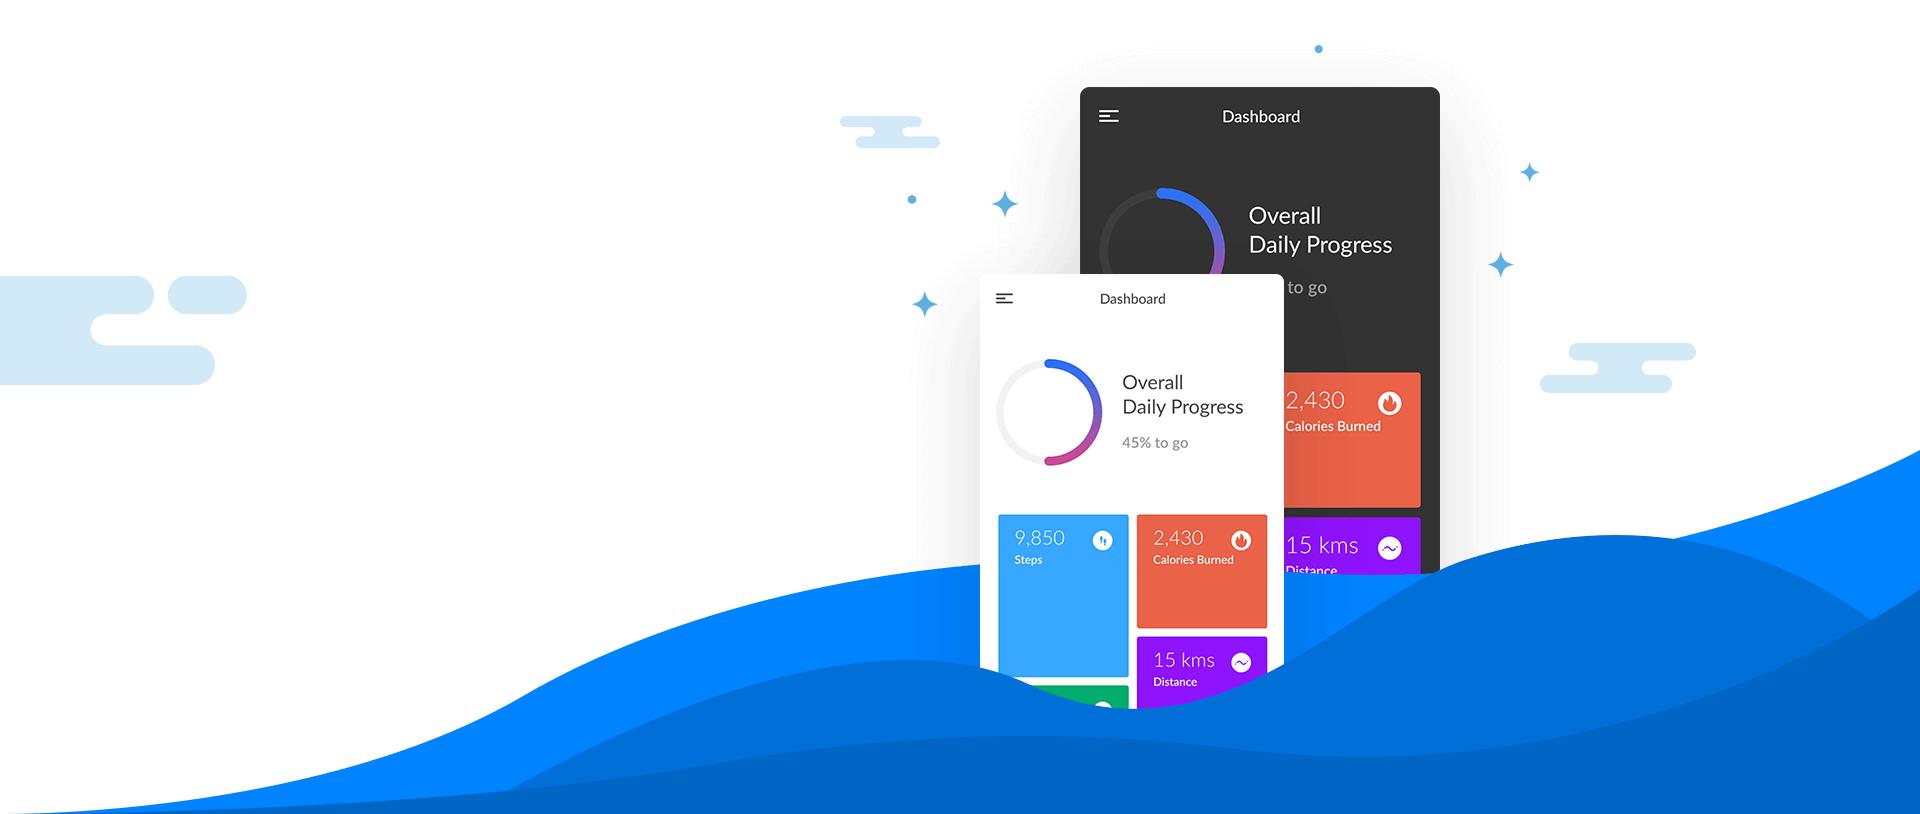 Dashboard
Overall
Daily Progress
to go
2,430
Calories Burned
15 kms
Distance
Dashboard
Overall
Daily Progress
45% to go
9,850
Steps
2,430
Calories Burned
15 kms
Distance